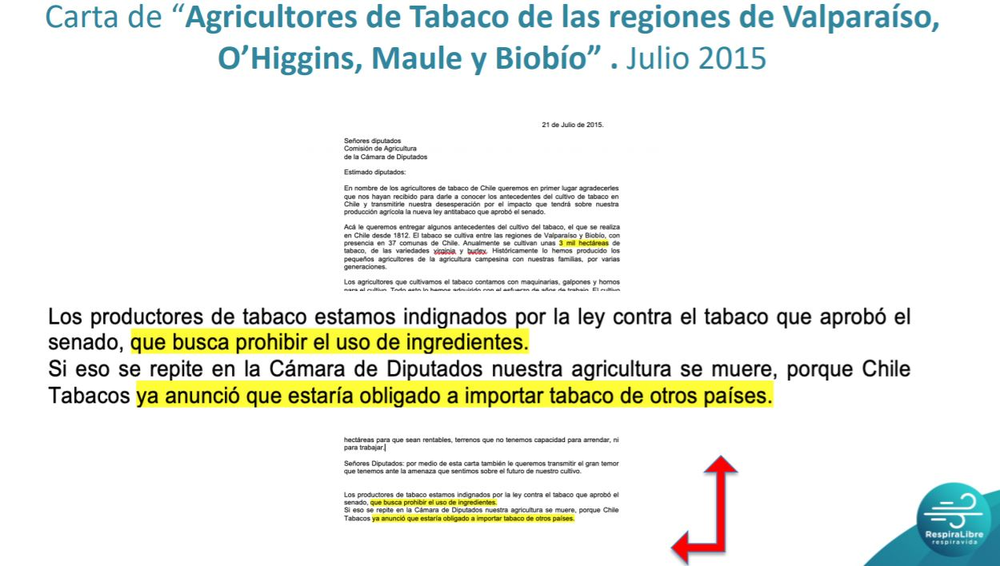 Carta de “Agricultores de Tabaco de las regiones de Valparaíso,
O’Higgins, Maule y Biobío” . Julio 2015
21 de Julio de 2015.
Señores diputados
Comisión de Agricultura
de la Cámara de Diputados
Estimado diputados:
En nombre de los agricultores de tabaco de Chile queremos en primer lugar agradecerles
que nos hayan recibido para darle a conocer los antecedentes del cultivo de tabaco en
Chile y transmitirle nuestra desesperación por el impacto que tendrá sobre nuestra
producción agrícola la nueva ley antitabaco que aprobó el senado.
Acá le queremos entregar algunos antecedentes del cultivo del tabaco, el que se realiza
en Chile desde 1812. El tabaco se cultiva entre las regiones de Valparaíso y Biobío, con
presencia en 37 comunas de Chile. Anualmente se cultivan unas 3 mil hectáreas de
tabaco, de las variedades virginia y burley. Históricamente lo hemos producido los
pequeños agricultores de la agricultura campesina con nuestras familias, por varias
generaciones.
Los agricultores que cultivamos el tabaco contamos con maquinarias, galpones y hornos
para el cultivo. Todo esto lo hemos adquirido con el esfuerzo de años de trabajo. El cultivo
Los productores de tabaco estamos indignados por la ley contra el tabaco que aprobó el
senado, que busca prohibir el uso de ingredientes.
Si eso se repite en la Cámara de Diputados nuestra agricultura se muere, porque Chile
Tabacos ya anunció que estaría obligado a importar tabaco de otros países.
hectáreas para que sean rentables, terrenos que no tenemos capacidad para arrendar, ni
para trabajar.
Señores Diputados: por medio de esta carta también le queremos transmitir el gran temor
que tenemos ante la amenaza que sentimos sobre el futuro de nuestro cultivo.
Los productores de tabaco estamos indignados por la ley contra el tabaco que aprobó el
senado, que busca prohibir el uso de ingredientes.
Si eso se repite en la Cámara de Diputados nuestra agricultura se muere, porque Chile
Tabacos ya anunció que estaría obligado a importar tabaco de otros países.
RespiraLibre
respiravida